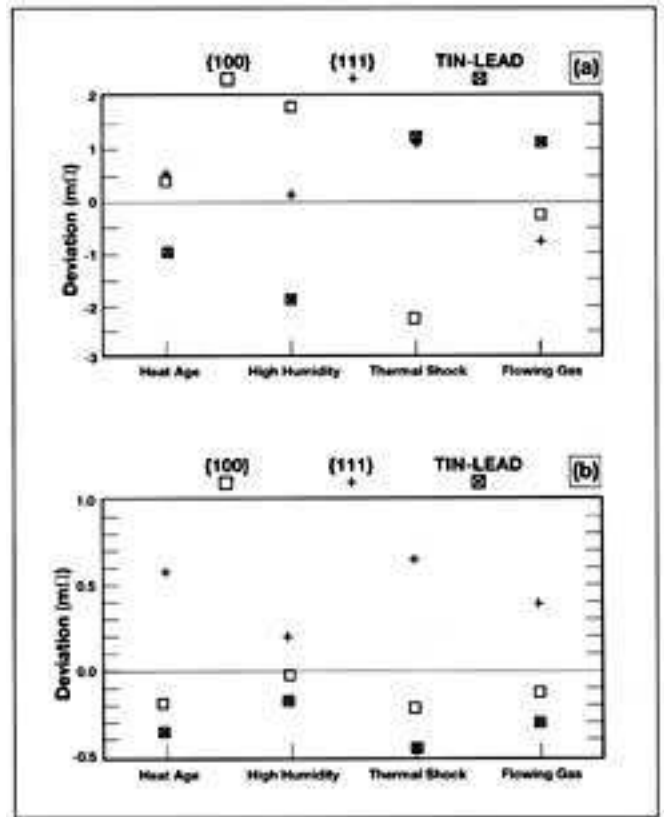 {100} {111} TIN-LEAD (a)
2
1
0
-1
-2
-3
Deviation (mΩ)
Heat Age High Humidity Thermal Shock Flowing Gas
{100} {111} TIN-LEAD (b)
1.0
0.5
0.0
-0.5
Deviation (mΩ)
Heat Age High Humidity Thermal Shock Flowing Gas